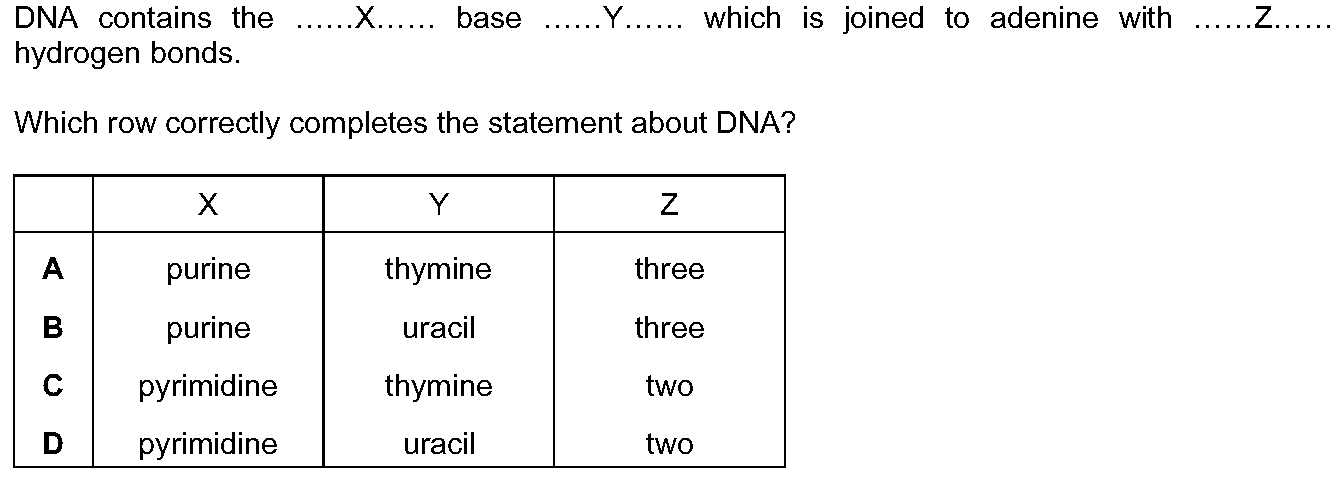 DNA contains the ......X...... base ......Y...... which is joined to adenine with ......Z......
hydrogen bonds.
Which row correctly completes the statement about DNA?
X Y Z
A purine thymine three
B purine uracil three
C pyrimidine thymine two
D pyrimidine uracil two